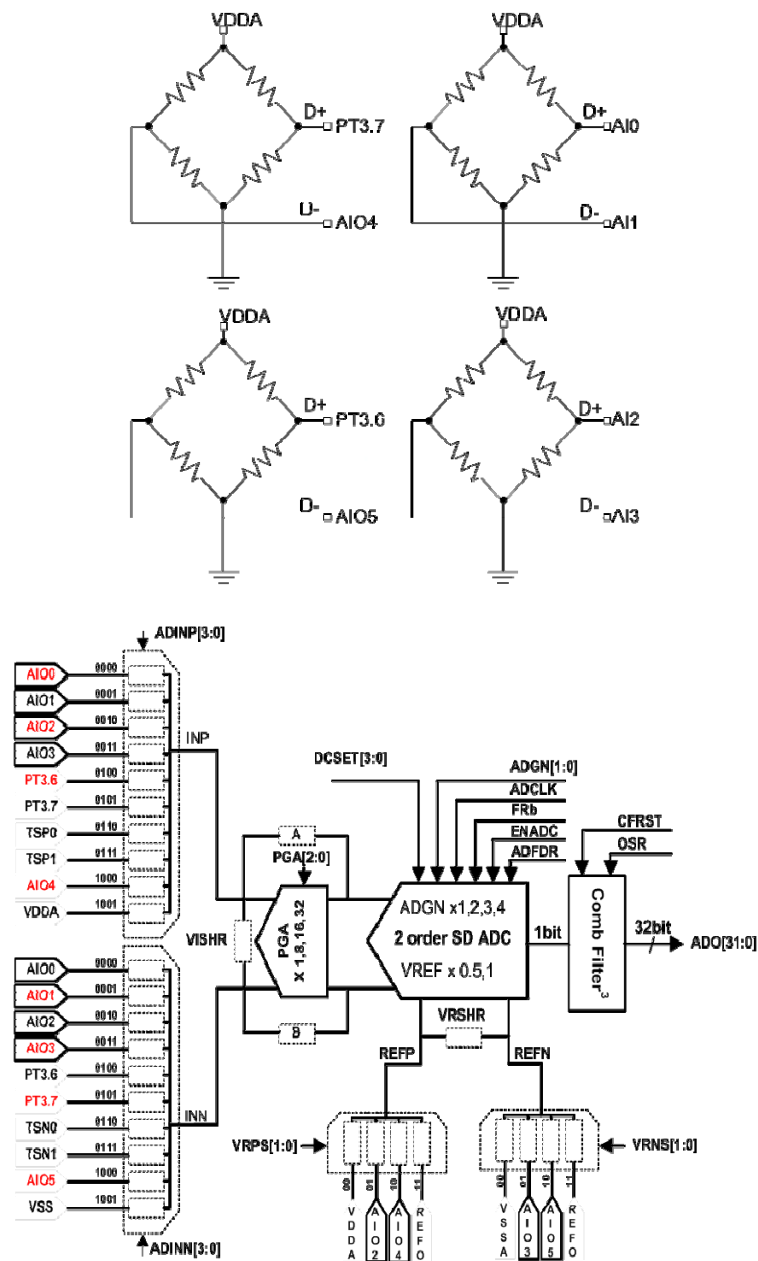 VDDA VDDA
D+ PT3.7 D+ AI0
D- AIO4 D- AI1
VDDA VDDA
D+ PT3.6 D+ AI2
D- AIO5 D- AI3
ADINP[3:0]
AIO0 0000
AIO1 0001
AIO2 0010
AIO3 0011
PT3.6 0100
PT3.7 0101
TSP0 0110
TSP1 0111
AIO4 1000
VDDA 1001
INP
AIO0 0000
AIO1 0001
AIO2 0010
AIO3 0011
PT3.6 0100
PT3.7 0101
TSN0 0110
TSN1 0111
AIO5 1000
VSS 1001
INN
ADINN[3:0]
VISHR
A
PGA[2:0]
PGA
X 1,8,16,32
B
DCSET[3:0]
ADGN[1:0]
ADCLK
FRb
ENADC
ADFDR
ADGN x1,2,3,4
2 order SD ADC
VREF x 0.5,1
1bit
CFRST
OSR
Comb Filter³
32bit
ADO[31:0]
VRSHR
REFP REFN
VRPS[1:0] VRNS[1:0]
00 01 10 11 00 01 10 11
VDDA AIO2 AIO4 REFO VSSA AIO3 AIO5 REFO